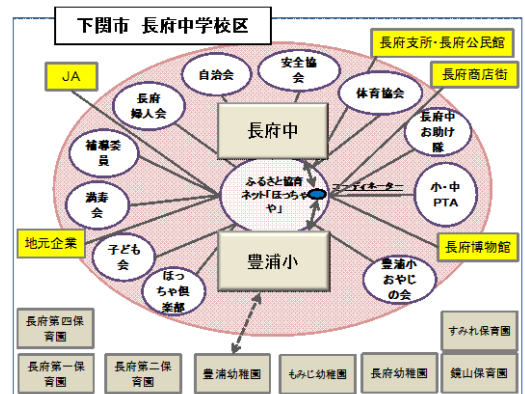 下関市 長府中学校区
長府支所・長府公民館
JA
自治会
安全協
会
長府商店街
長府
婦人会
体育協会
長府中
長府中
お助け
隊
補導委
員
ふるさと協育
ネット「ほっちゃ
や」
コーディネーター
小・中
PTA
満寿
会
地元企業
子ども
会
豊浦小
長府博物館
ほっ
ちゃ倶
楽部
豊浦小
おやじ
の会
長府第四保
育園
すみれ保育園
長府第一保
育園
長府第二保
育園
豊浦幼稚園
もみじ幼稚園
長府幼稚園
鏡山保育園